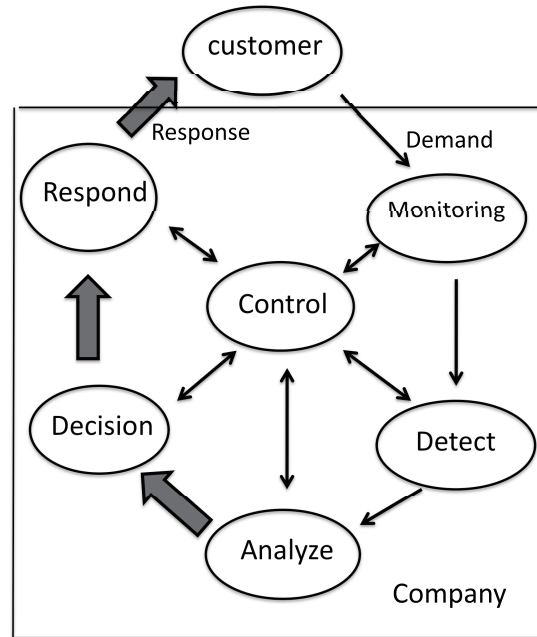 customer
Response
Demand
Respond
Monitoring
Control
Decision
Detect
Analyze
Company